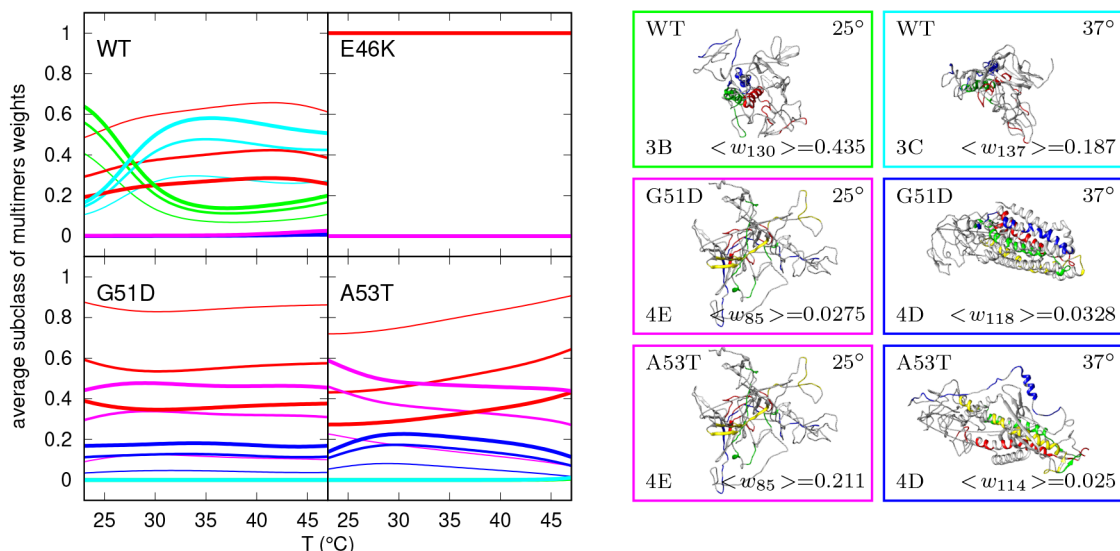 average subclass of multimers weights
1
0.8
0.6
0.4
0.2
0
0.8
0.6
0.4
0.2
0
WT
E46K
G51D
A53T
25 30 35 40 45
25 30 35 40 45
T (°C)
WT 25°
3B < w130 >=0.435
WT 37°
3C < w137 >=0.187
G51D 25°
4E < w85 >=0.0275
G51D 37°
4D < w118 >=0.0328
A53T 25°
4E < w85 >=0.211
A53T 37°
4D < w114 >=0.025